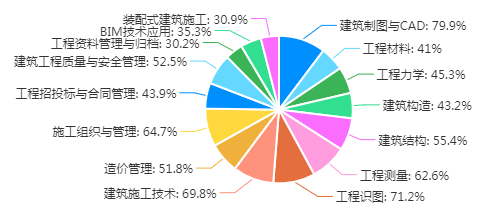 装配式建筑施工: 30.9%
BIM技术应用: 35.3%
工程资料管理与归档: 30.2%
建筑工程质量与安全管理: 52.5%
工程招投标与合同管理: 43.9%
施工组织与管理: 64.7%
造价管理: 51.8%
建筑施工技术: 69.8%
建筑制图与CAD: 79.9%
工程材料: 41%
工程力学: 45.3%
建筑构造: 43.2%
建筑结构: 55.4%
工程测量: 62.6%
工程识图: 71.2%